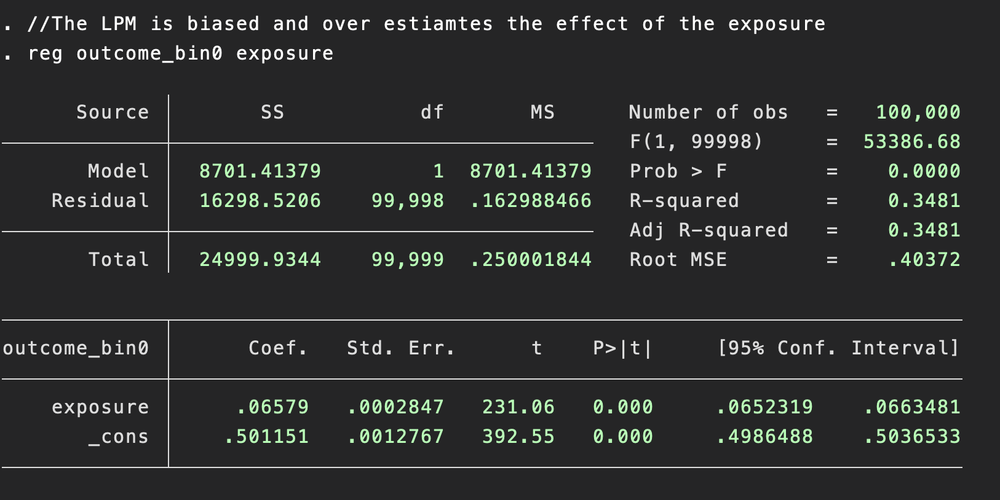 . //The LPM is biased and over estiamtes the effect of the exposure
. reg outcome_bin0 exposure
Source SS df MS Number of obs = 100,000
F(1, 99998) = 53386.68
Model 8701.41379 1 8701.41379 Prob > F = 0.0000
Residual 16298.5206 99,998 .162988466 R-squared = 0.3481
Adj R-squared = 0.3481
Total 24999.9344 99,999 .250001844 Root MSE = .40372
outcome_bin0 Coef. Std. Err. t P>|t| [95% Conf. Interval]
exposure .06579 .0002847 231.06 0.000 .0652319 .0663481
_cons .501151 .0012767 392.55 0.000 .4986488 .5036533